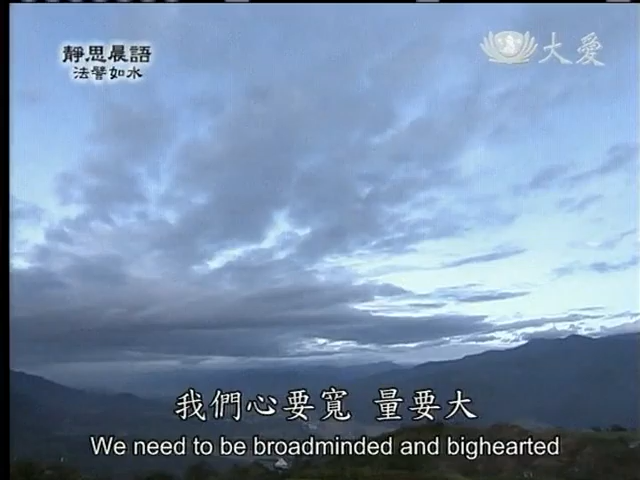 靜思晨語
法譬如水
大愛
我們心要寬 量要大
We need to be broadminded and bighearted